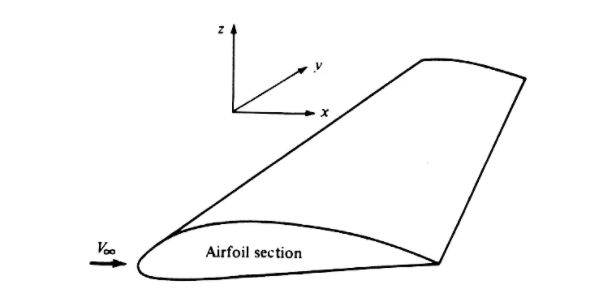 z
y
x
V∞
Airfoil section